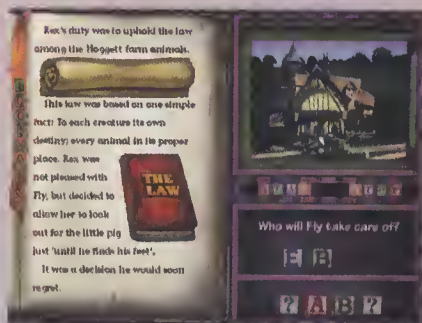 Rex's duty was to uphold the law
among the Hoggett farm animals.
This law was based on one simple
fact: To each creature its own
destiny; every animal in its proper
place. Rex was
not pleased with
Fly, but decided to
allow her to look
out for the little pig
just 'until he finds his feet'.
It was a decision he would soon
regret.
THE
LAW
Who will Fly take care of?
E B
? A B ?